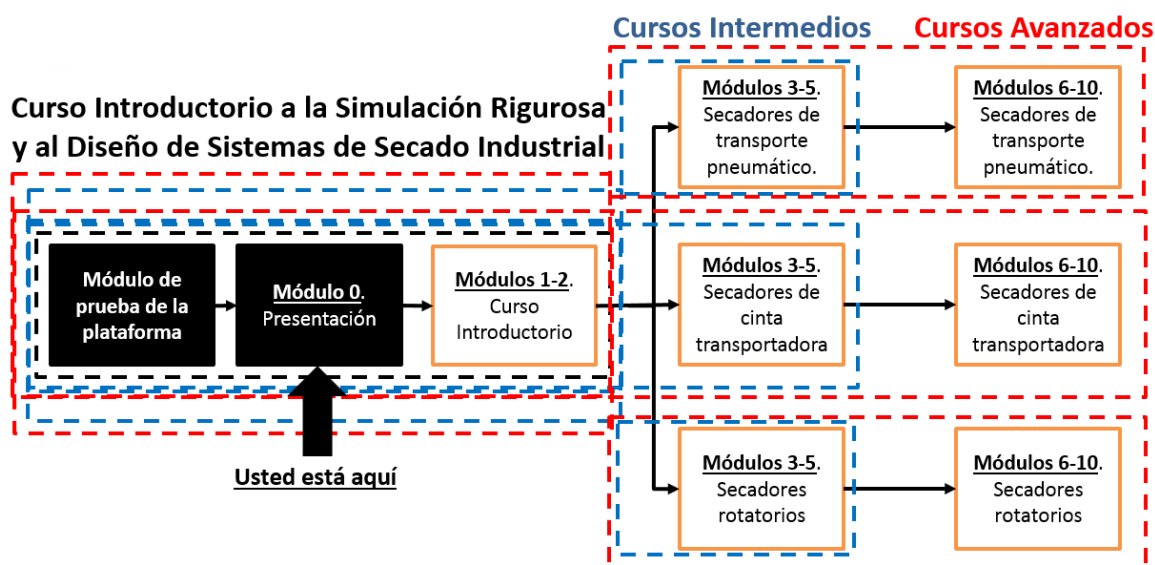 Cursos Intermedios
Cursos Avanzados
Curso Introductorio a la Simulación Rigurosa
y al Diseño de Sistemas de Secado Industrial
Módulos 3-5.
Secadores de
transporte
pneumático.
Módulos 6-10.
Secadores de
transporte
pneumático.
Módulo de
prueba de la
plataforma
Módulo 0.
Presentación
Módulos 1-2.
Curso
Introductorio
Módulos 3-5.
Secadores de
cinta
transportadora
Módulos 6-10.
Secadores de
cinta
transportadora
Usted está aquí
Módulos 3-5.
Secadores
rotatorios
Módulos 6-10.
Secadores
rotatorios